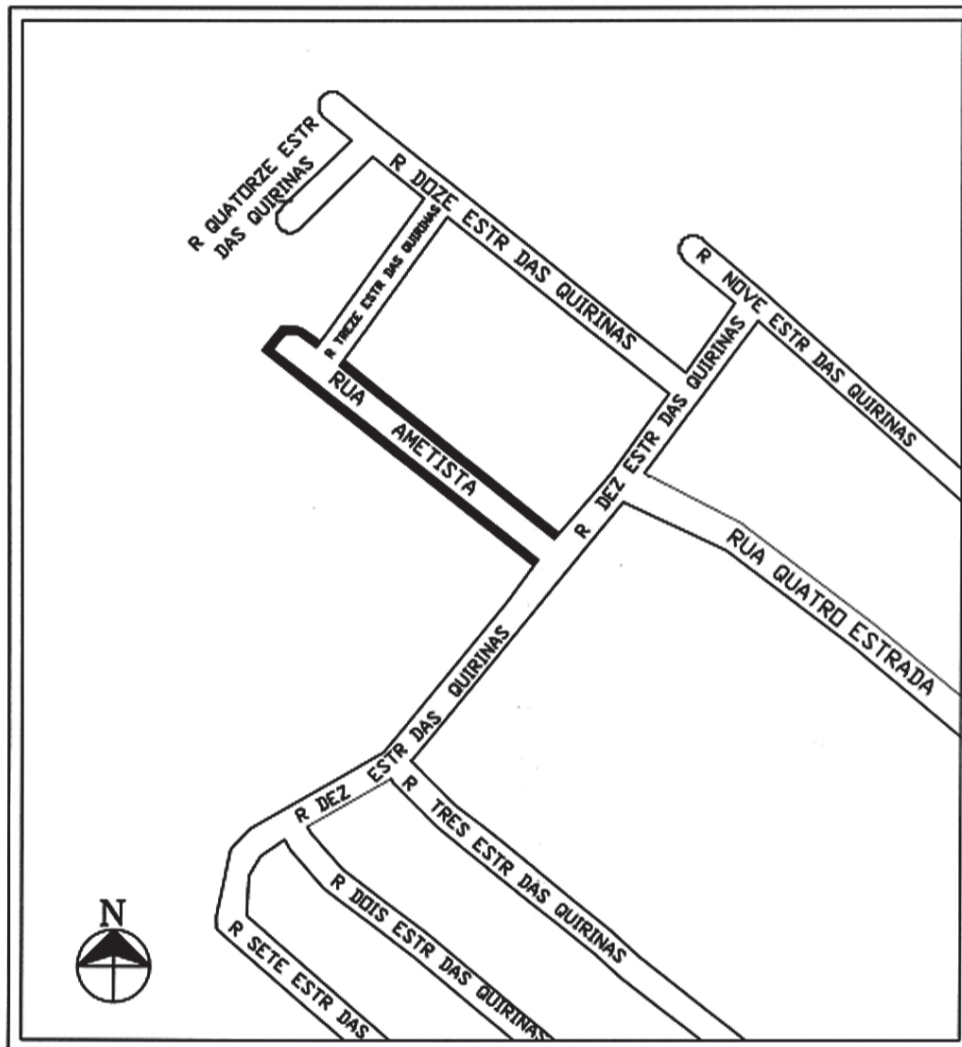 R QUATORZE ESTR
DAS QUIRINAS
R DOZE ESTR DAS QUIRINAS
R TREZE ESTR DAS QUIRINAS
R NOVE ESTR DAS QUIRINAS
RUA AMETISTA
R DEZ ESTR DAS QUIRINAS
RUA QUATRO ESTRADA
R DEZ ESTR DAS QUIRINAS
R TRES ESTR DAS QUIRINAS
R DOIS ESTR DAS QUIRINAS
R SETE ESTR DAS
N